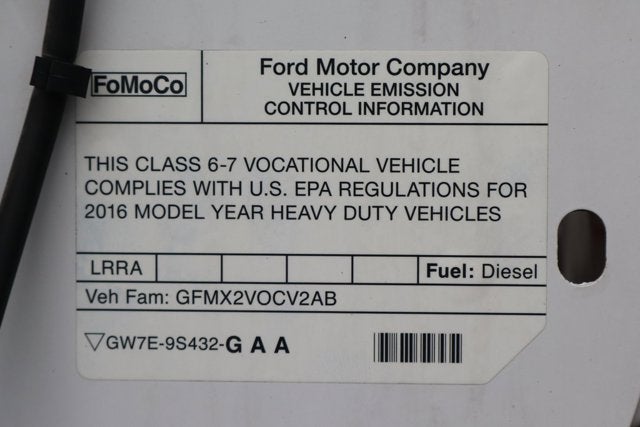 FoMoCo
Ford Motor Company
VEHICLE EMISSION
CONTROL INFORMATION
THIS CLASS 6-7 VOCATIONAL VEHICLE
COMPLIES WITH U.S. EPA REGULATIONS FOR
2016 MODEL YEAR HEAVY DUTY VEHICLES
LRRA Fuel: Diesel
Veh Fam: GFMX2VOCV2AB
▽GW7E-9S432-GAA